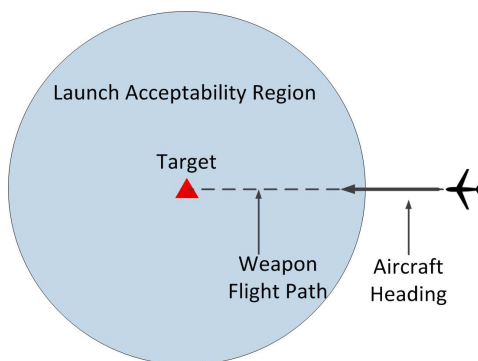 Launch Acceptability Region
Target
Weapon
Flight Path
Aircraft
Heading